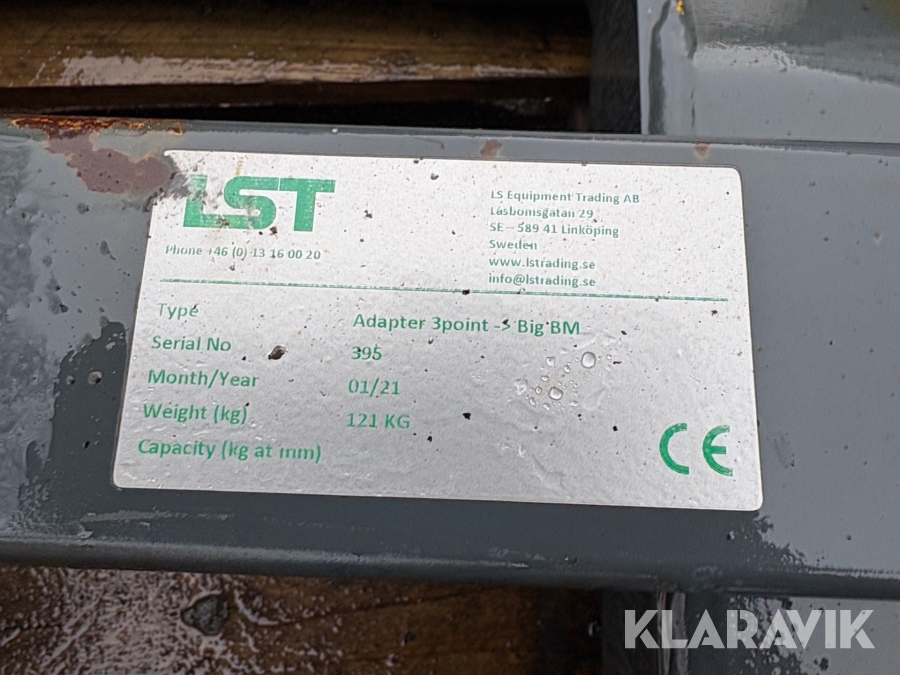 LST
Phone +46 (0) 13 16 00 20
LS Equipment Trading AB
Låsbomsgatan 29
SE – 589 41 Linköping
Sweden
www.lstrading.se
info@lstrading.se
Type Adapter 3point -> Big BM
Serial No 395
Month/Year 01/21
Weight (kg) 121 KG
Capacity (kg at mm)
CE
KLARAVIK